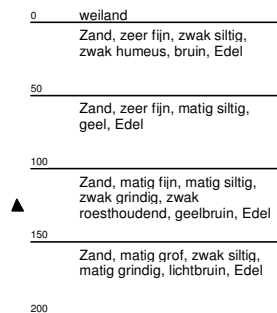 0 weiland
Zand, zeer fijn, zwak siltig,
zwak humeus, bruin, Edel
50
Zand, zeer fijn, matig siltig,
geel, Edel
100
Zand, matig fijn, matig siltig,
zwak grindig, zwak
roesthoudend, geelbruin, Edel
150
Zand, matig grof, zwak siltig,
matig grindig, lichtbruin, Edel
200